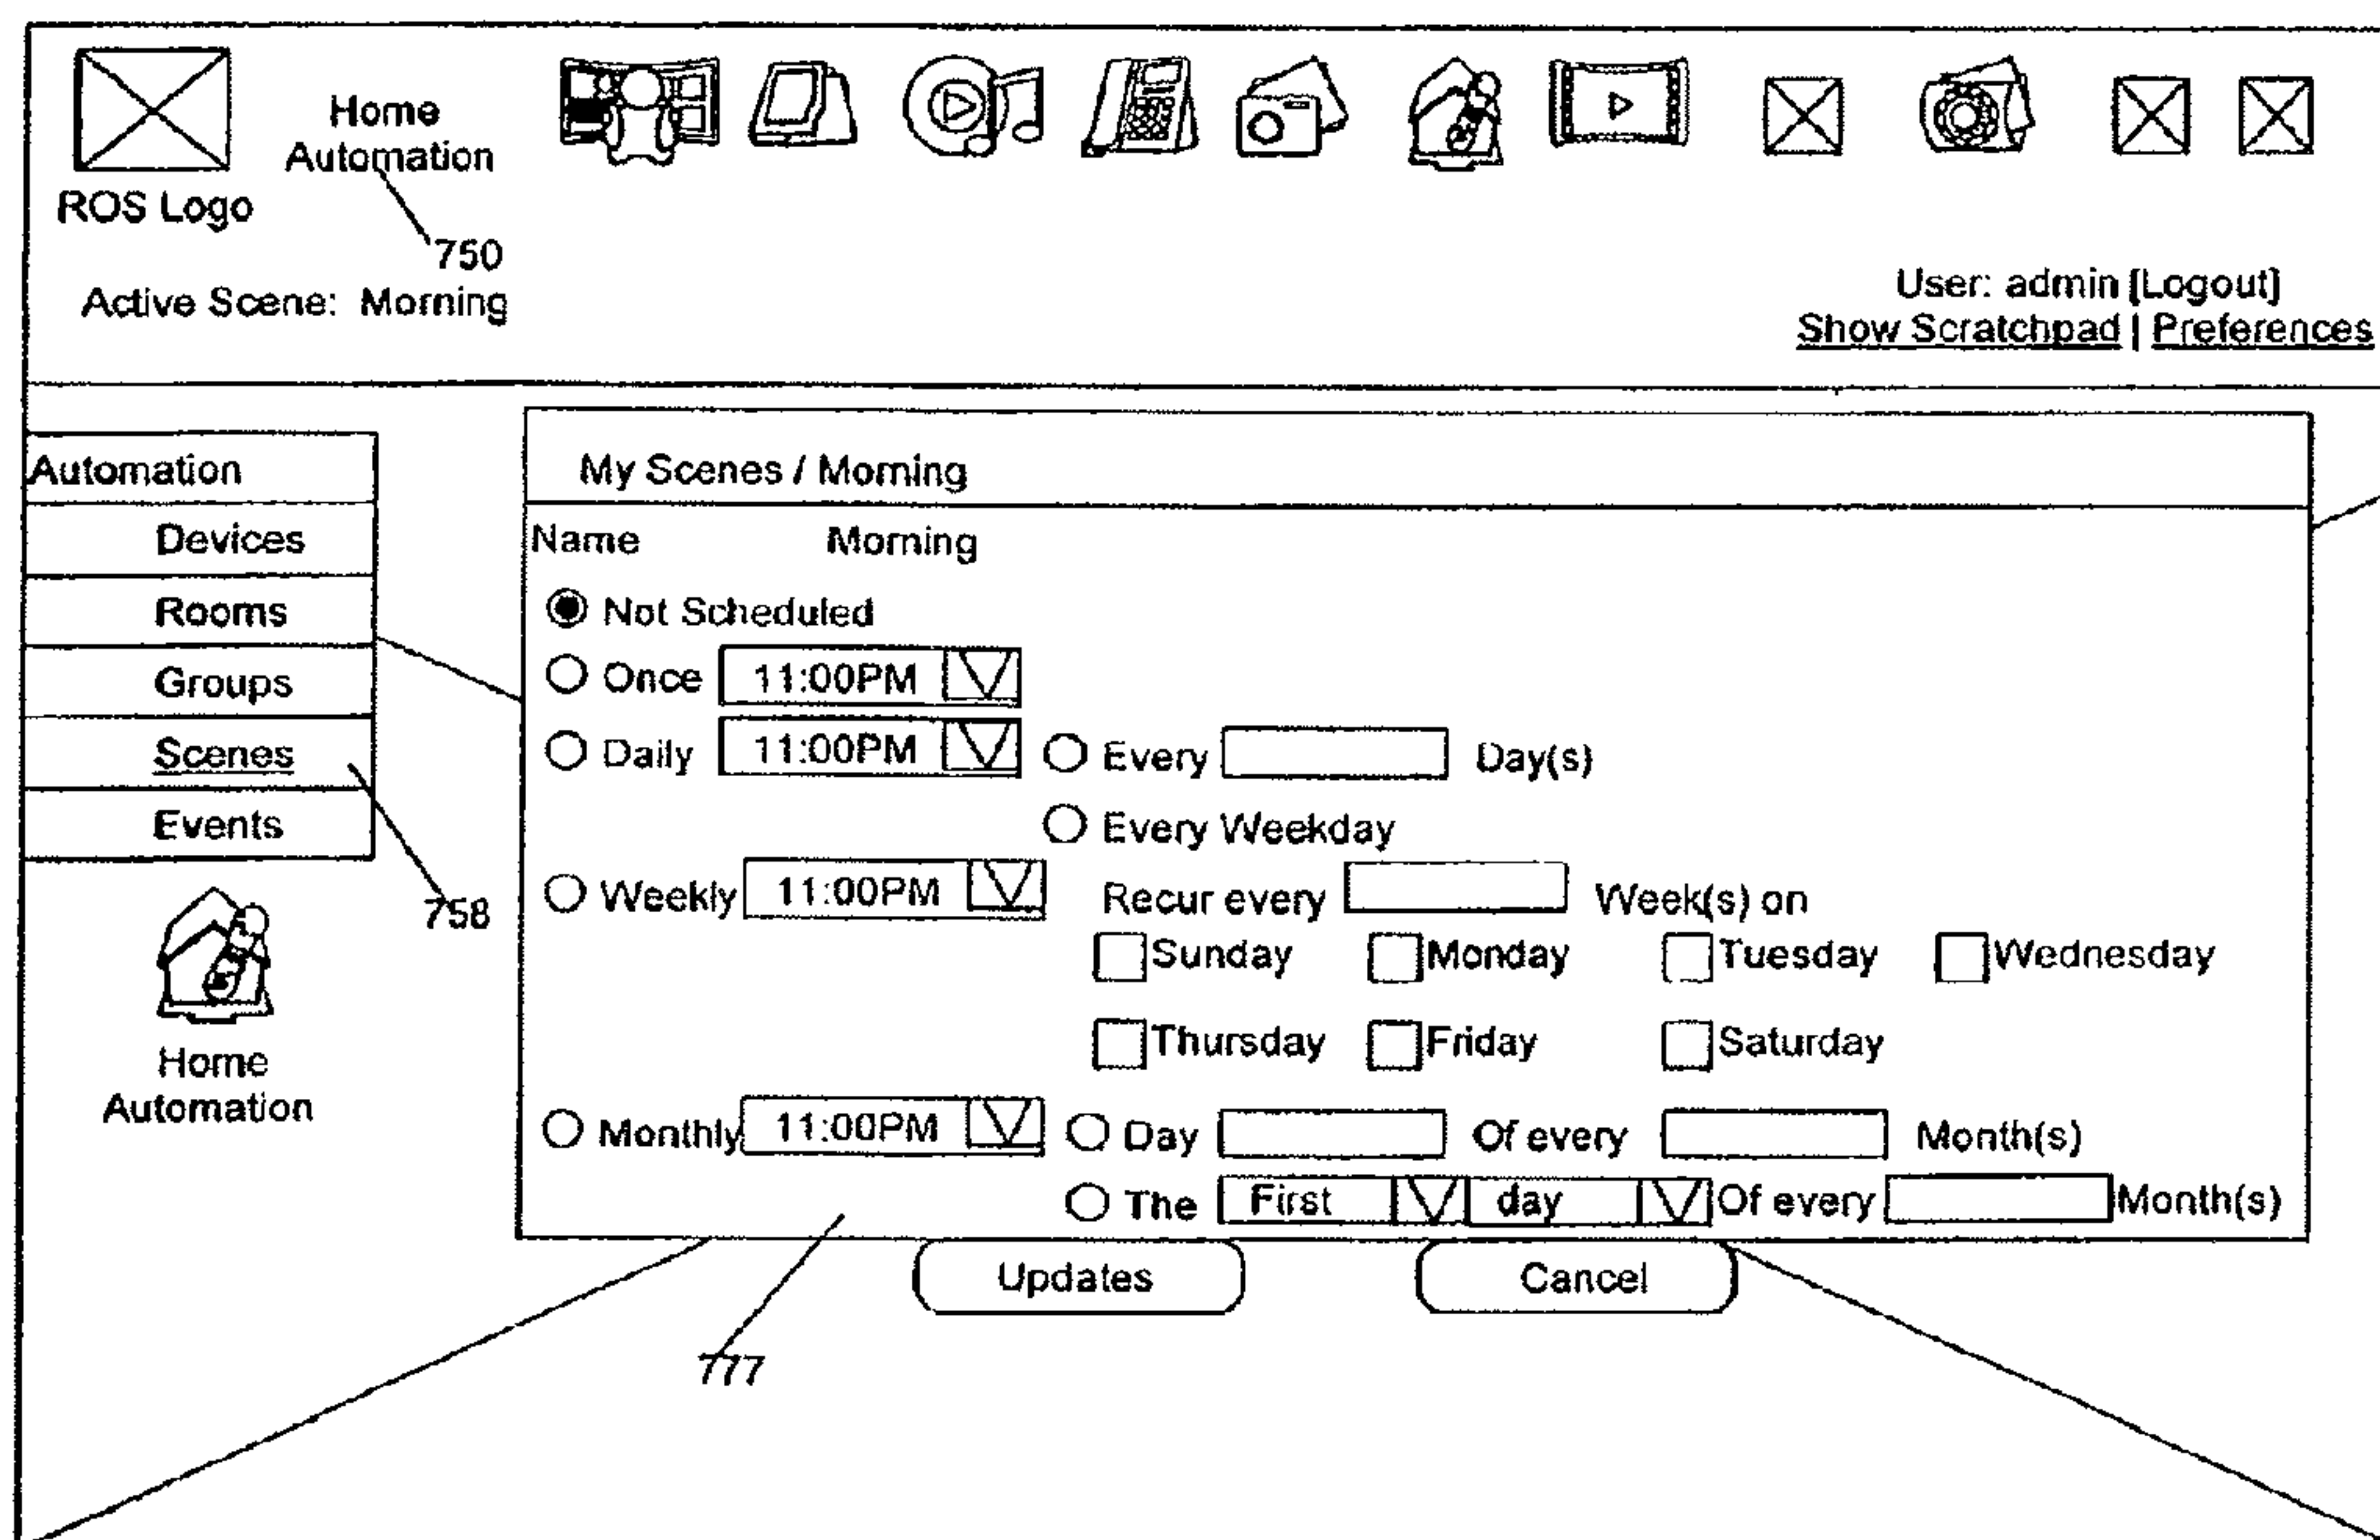 Home
Automation
ROS Logo
750
Active Scene: Morning
User: admin [Logout]
Show Scratchpad | Preferences
Automation
Devices
Rooms
Groups
Scenes
Events
758
Home
Automation
My Scenes / Morning
Name Morning
Not Scheduled
Once 11:00PM
Daily 11:00PM Every Day(s)
Every Weekday
Weekly 11:00PM Recur every Week(s) on
Sunday Monday Tuesday Wednesday
Thursday Friday Saturday
Monthly 11:00PM Day Of every Month(s)
The First day Of every Month(s)
Updates Cancel
777